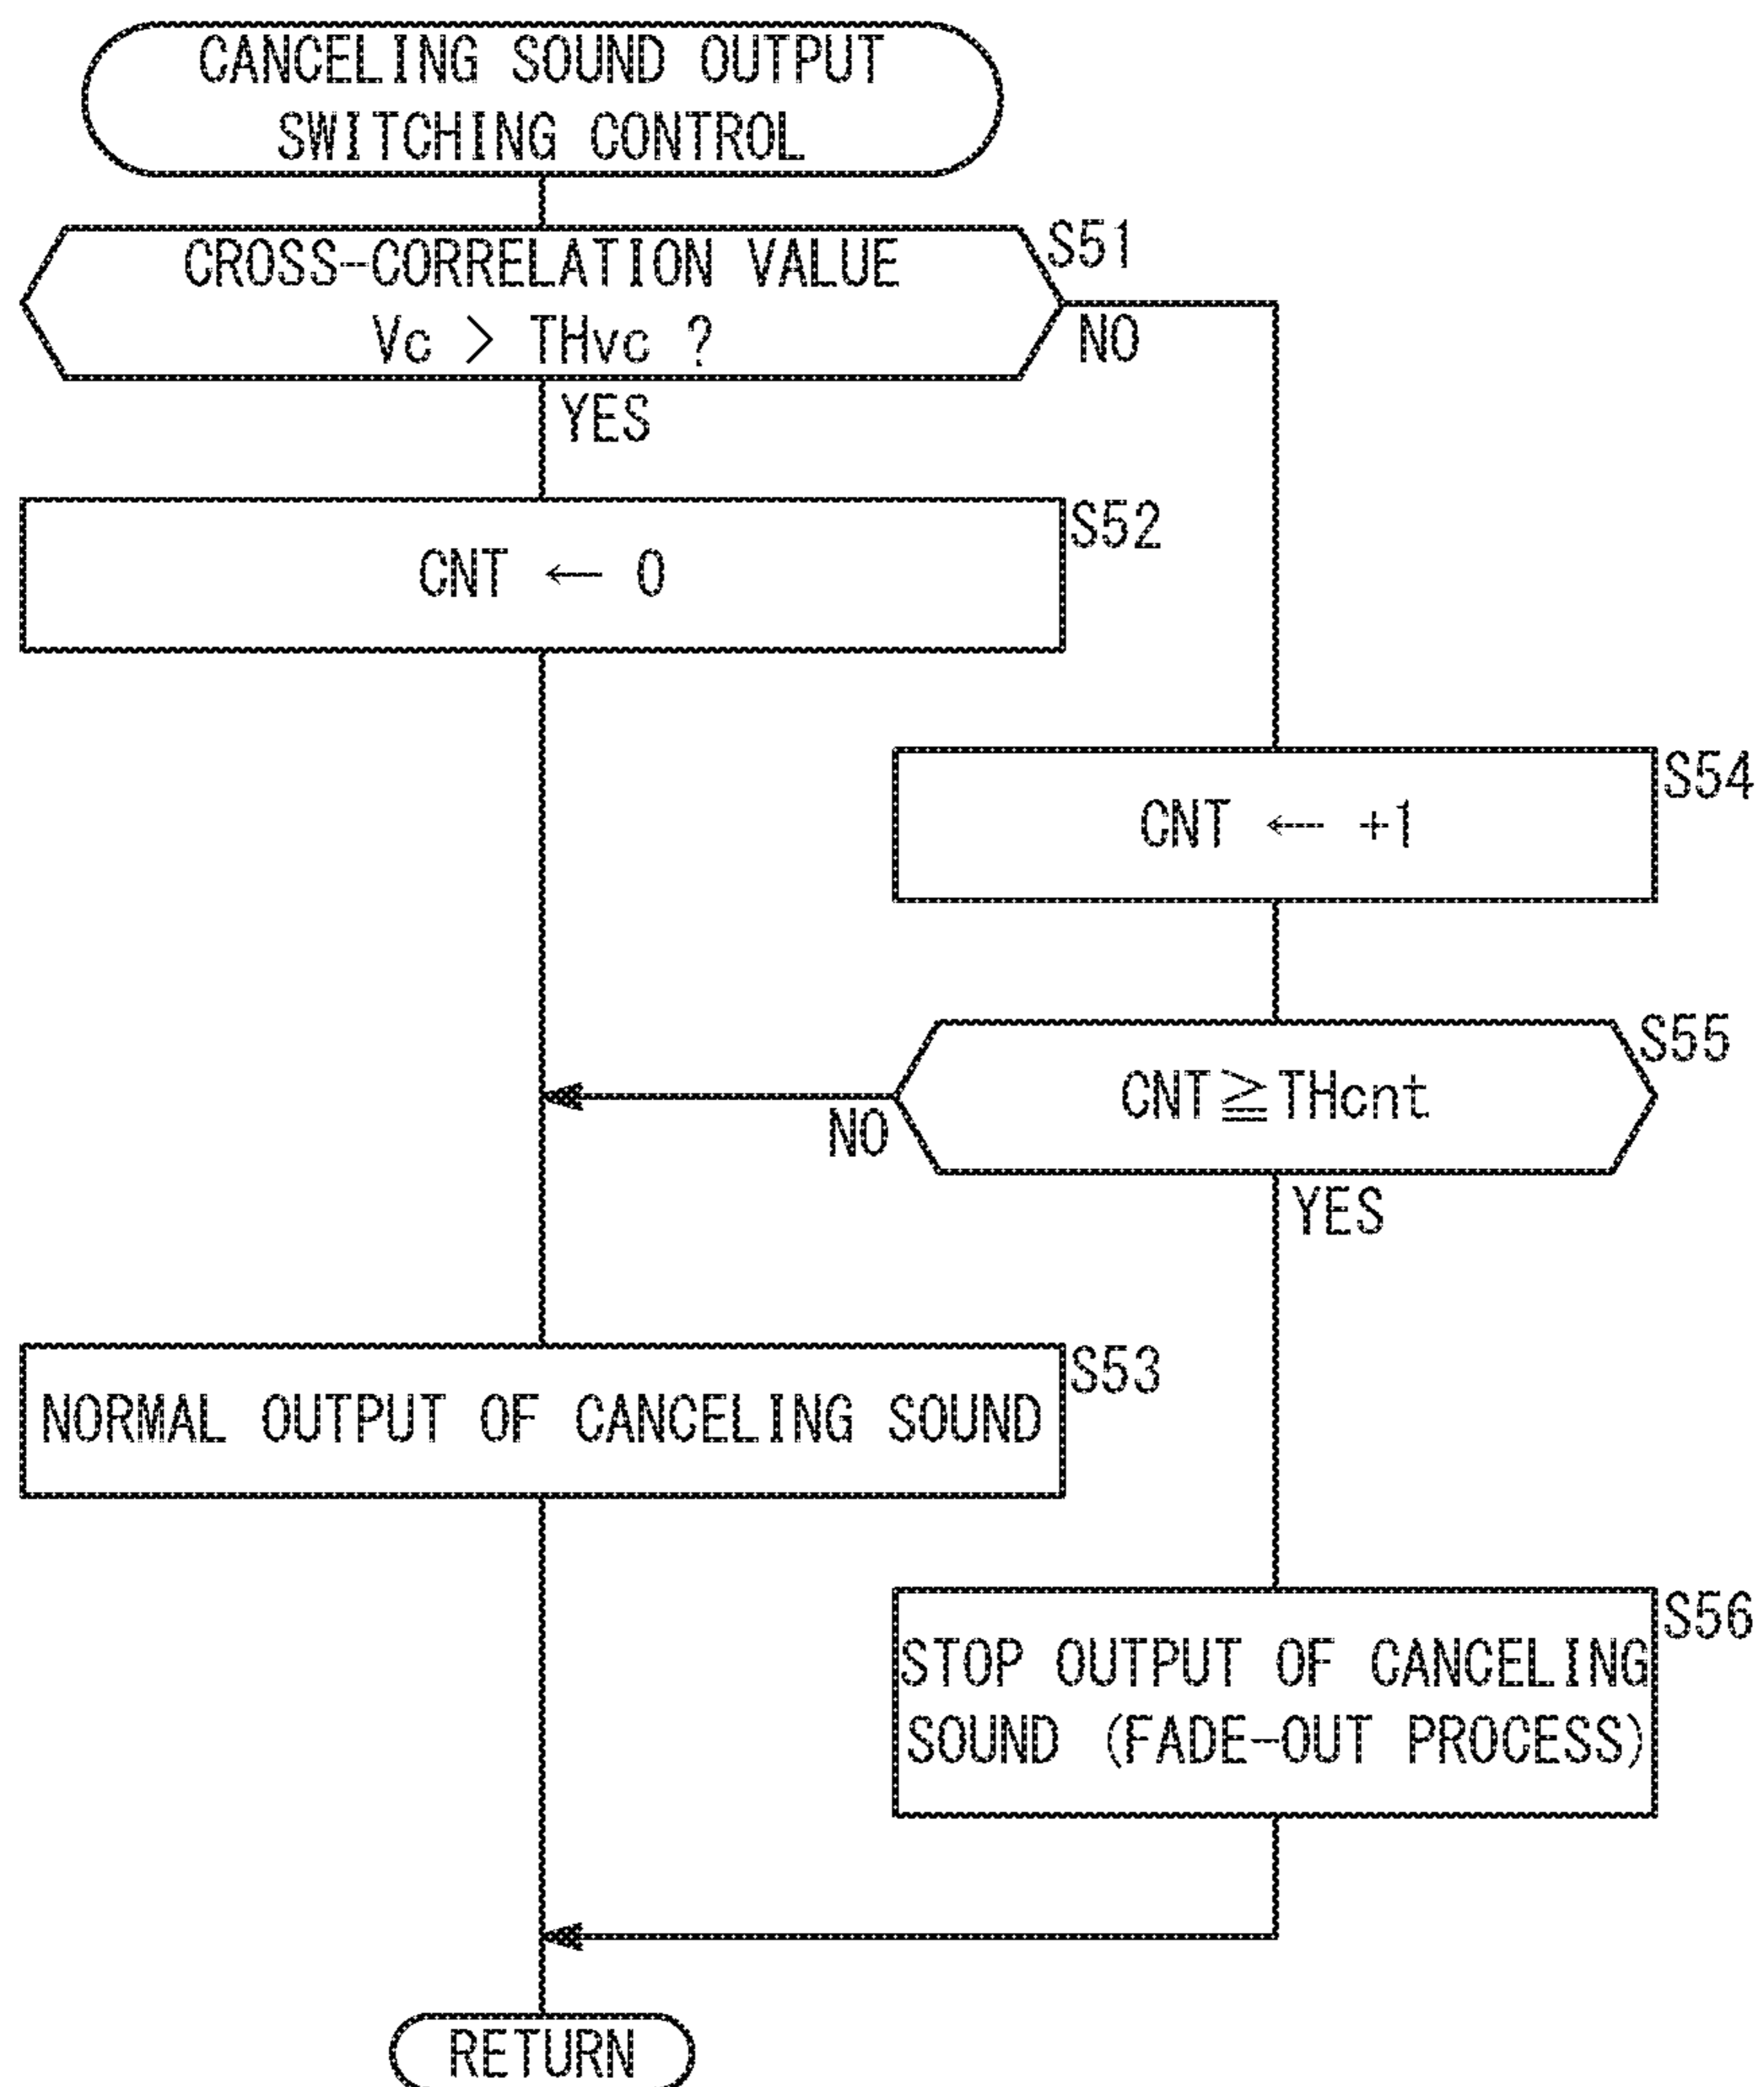 CANCELING SOUND OUTPUT
SWITCHING CONTROL
CROSS-CORRELATION VALUE
Vc > THvc ?
S51
NO
YES
CNT ← 0
S52
CNT ← +1
S54
CNT≧THcnt
S55
NO
YES
NORMAL OUTPUT OF CANCELING SOUND
S53
STOP OUTPUT OF CANCELING
SOUND (FADE-OUT PROCESS)
S56
RETURN